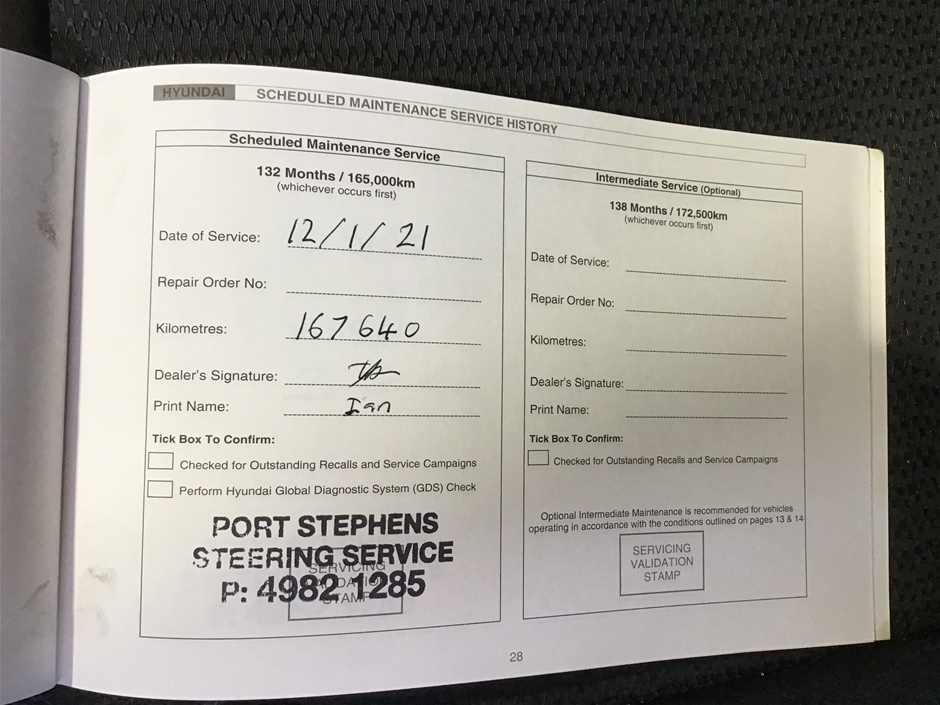 HYUNDAI SCHEDULED MAINTENANCE SERVICE HISTORY
Scheduled Maintenance Service
132 Months / 165,000km
(whichever occurs first)
Date of Service: 12/1/21
Repair Order No:
Kilometres: 167640
Dealer's Signature:
Print Name: Ian
Tick Box To Confirm:
Checked for Outstanding Recalls and Service Campaigns
Perform Hyundai Global Diagnostic System (GDS) Check
PORT STEPHENS
STEERING SERVICE
P: 4982 1285
SERVICING
VALIDATION
STAMP
Intermediate Service (Optional)
138 Months / 172,500km
(whichever occurs first)
Date of Service:
Repair Order No:
Kilometres:
Dealer's Signature:
Print Name:
Tick Box To Confirm:
Checked for Outstanding Recalls and Service Campaigns
Optional Intermediate Maintenance is recommended for vehicles
operating in accordance with the conditions outlined on pages 13 & 14
SERVICING
VALIDATION
STAMP
28